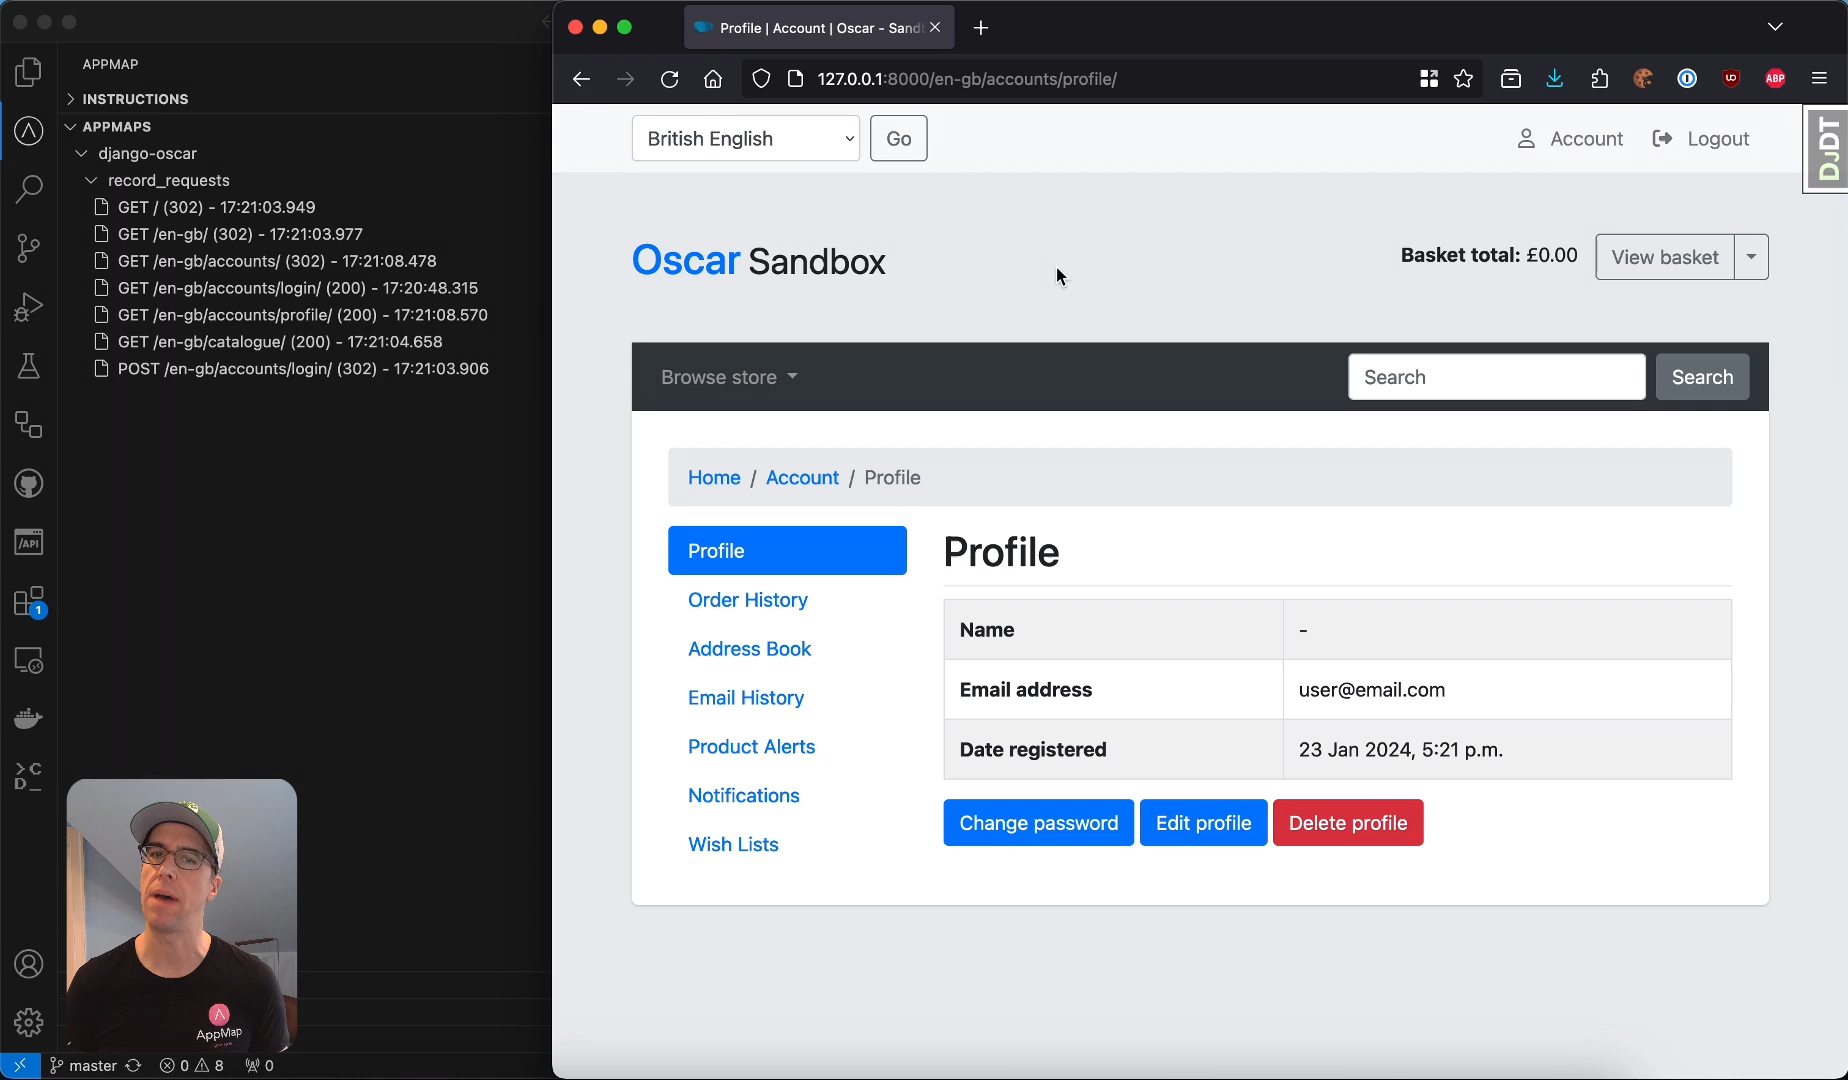 APPMAP
INSTRUCTIONS
APPMAPS
django-oscar
record_requests
GET / (302) - 17:21:03.949
GET /en-gb/ (302) - 17:21:03.977
GET /en-gb/accounts/ (302) - 17:21:08.478
GET /en-gb/accounts/login/ (200) - 17:20:48.315
GET /en-gb/accounts/profile/ (200) - 17:21:08.570
GET /en-gb/catalogue/ (200) - 17:21:04.658
POST /en-gb/accounts/login/ (302) - 17:21:03.906
/API
1
>C
D_
AppMap
master
0
8
0
Profile | Account | Oscar - Sand
127.0.0.1:8000/en-gb/accounts/profile/
ABP
British English
Go
Account
Logout
DJDT
Oscar Sandbox
Basket total: £0.00
View basket
Browse store
Search
Search
Home / Account / Profile
Profile
Order History
Address Book
Email History
Product Alerts
Notifications
Wish Lists
Profile
Name
-
Email address
user@email.com
Date registered
23 Jan 2024, 5:21 p.m.
Change password
Edit profile
Delete profile